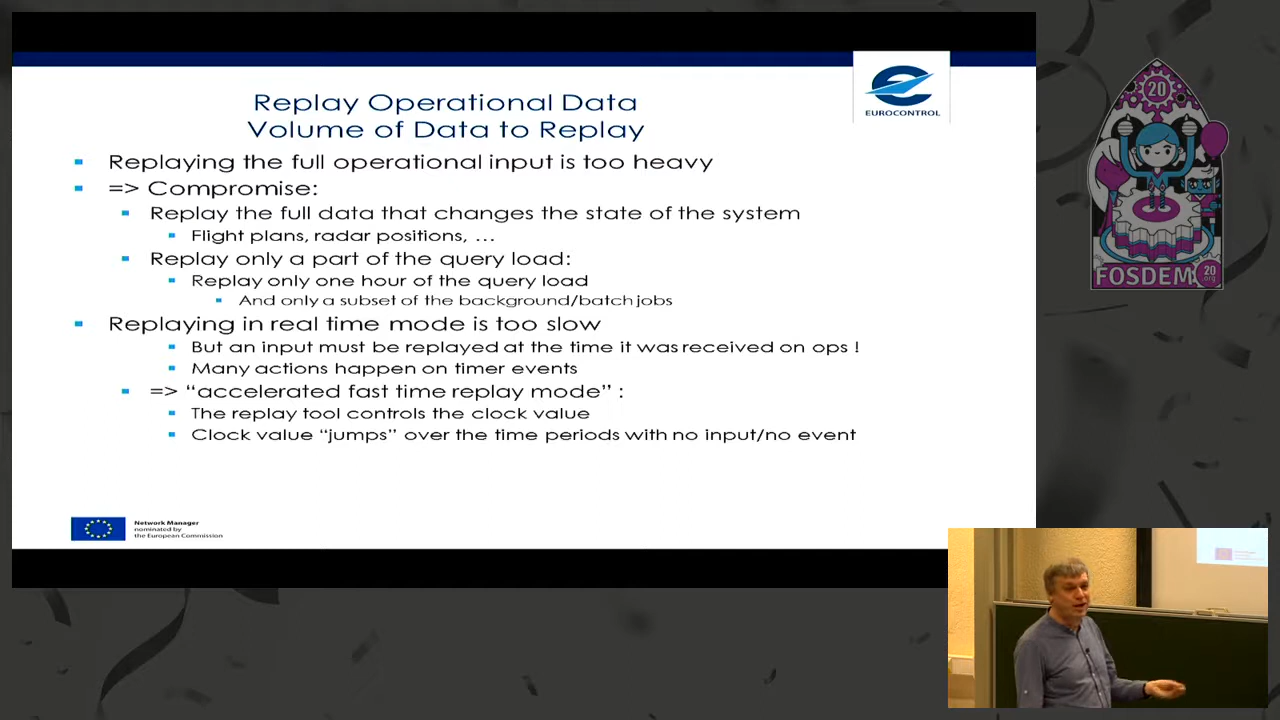 Replay Operational Data
Volume of Data to Replay
EUROCONTROL
Replaying the full operational input is too heavy
=> Compromise:
Replay the full data that changes the state of the system
Flight plans, radar positions, …
Replay only a part of the query load:
Replay only one hour of the query load
And only a subset of the background/batch jobs
Replaying in real time mode is too slow
But an input must be replayed at the time it was received on ops !
Many actions happen on timer events
=> “accelerated fast time replay mode” :
The replay tool controls the clock value
Clock value “jumps” over the time periods with no input/no event
Network Manager
nominated by
the European Commission
20
FOSDEM
20
.org